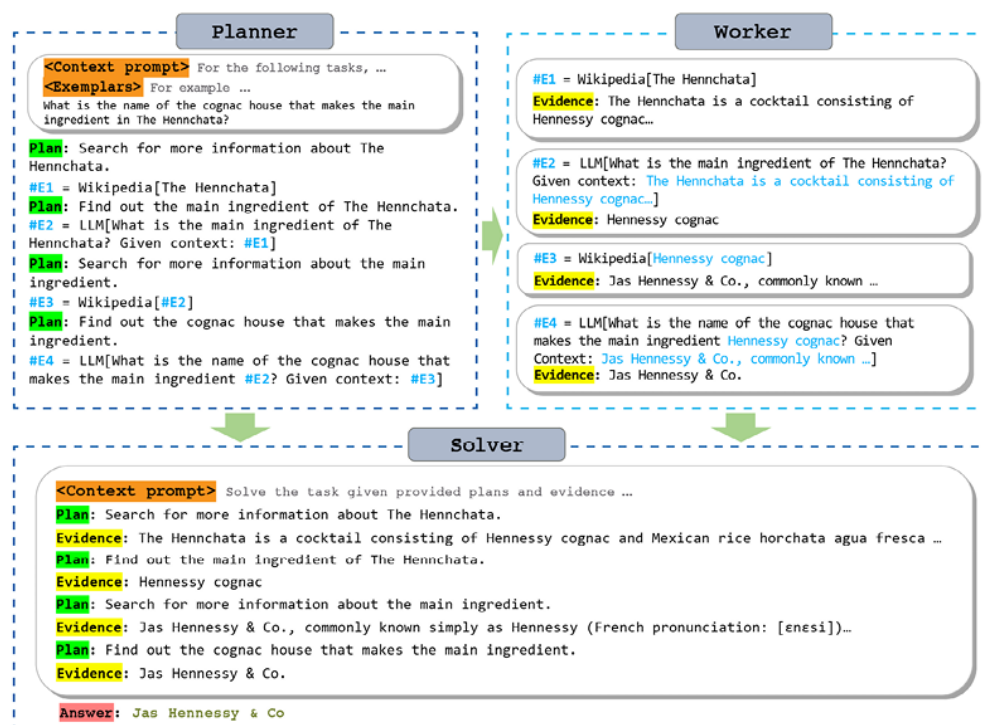 Planner
<Context prompt> For the following tasks, …
<Exemplars> For example …
What is the name of the cognac house that makes the main
ingredient in The Hennchata?
Plan: Search for more information about The
Hennchata.
#E1 = Wikipedia[The Hennchata]
Plan: Find out the main ingredient of The Hennchata.
#E2 = LLM[What is the main ingredient of The
Hennchata? Given context: #E1]
Plan: Search for more information about the main
ingredient.
#E3 = Wikipedia[#E2]
Plan: Find out the cognac house that makes the main
ingredient.
#E4 = LLM[What is the name of the cognac house that
makes the main ingredient #E2? Given context: #E3]
Worker
#E1 = Wikipedia[The Hennchata]
Evidence: The Hennchata is a cocktail consisting of
Hennessy cognac…
#E2 = LLM[What is the main ingredient of The Hennchata?
Given context: The Hennchata is a cocktail consisting of
Hennessy cognac…]
Evidence: Hennessy cognac
#E3 = Wikipedia[Hennessy cognac]
Evidence: Jas Hennessy & Co., commonly known …
#E4 = LLM[What is the name of the cognac house that
makes the main ingredient Hennessy cognac? Given
Context: Jas Hennessy & Co., commonly known …]
Evidence: Jas Hennessy & Co.
Solver
<Context prompt> Solve the task given provided plans and evidence …
Plan: Search for more information about The Hennchata.
Evidence: The Hennchata is a cocktail consisting of Hennessy cognac and Mexican rice horchata agua fresca …
Plan: Find out the main ingredient of The Hennchata.
Evidence: Hennessy cognac
Plan: Search for more information about the main ingredient.
Evidence: Jas Hennessy & Co., commonly known simply as Hennessy (French pronunciation: [ɛnɛsi])…
Plan: Find out the cognac house that makes the main ingredient.
Evidence: Jas Hennessy & Co.
Answer: Jas Hennessy & Co